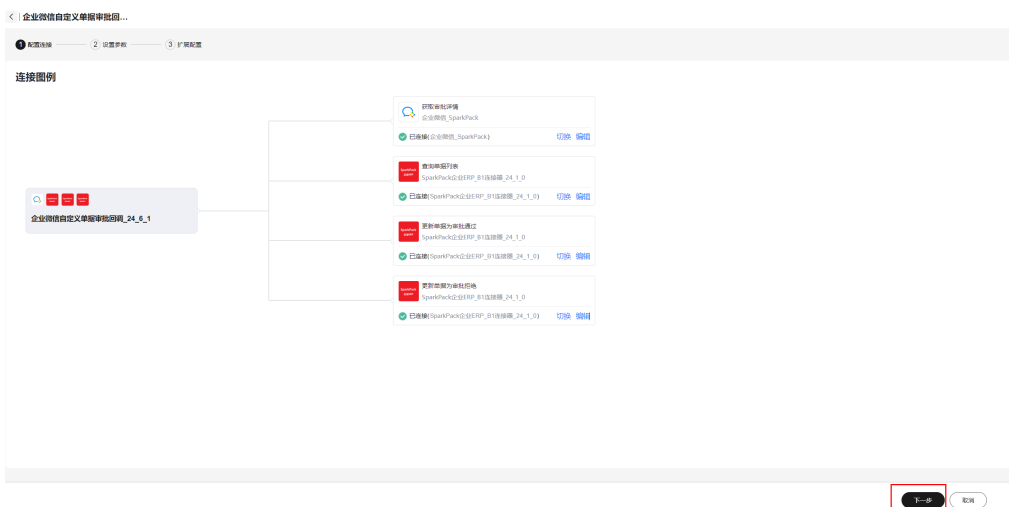 企业微信自定义单据审批回...
1 配置连接 2 设置参数 3 扩展配置
连接图例
获取审批详情
企业微信_SparkPack
已连接(企业微信_SparkPack) 切换 编辑
查询单据列表
SparkPack企业ERP_B1连接器_24_1_0
已连接(SparkPack企业ERP_B1连接器_24_1_0) 切换 编辑
企业微信自定义单据审批回调_24_6_1
更新单据为审批通过
SparkPack企业ERP_B1连接器_24_1_0
已连接(SparkPack企业ERP_B1连接器_24_1_0) 切换 编辑
更新单据为审批拒绝
SparkPack企业ERP_B1连接器_24_1_0
已连接(SparkPack企业ERP_B1连接器_24_1_0) 切换 编辑
下一步 取消